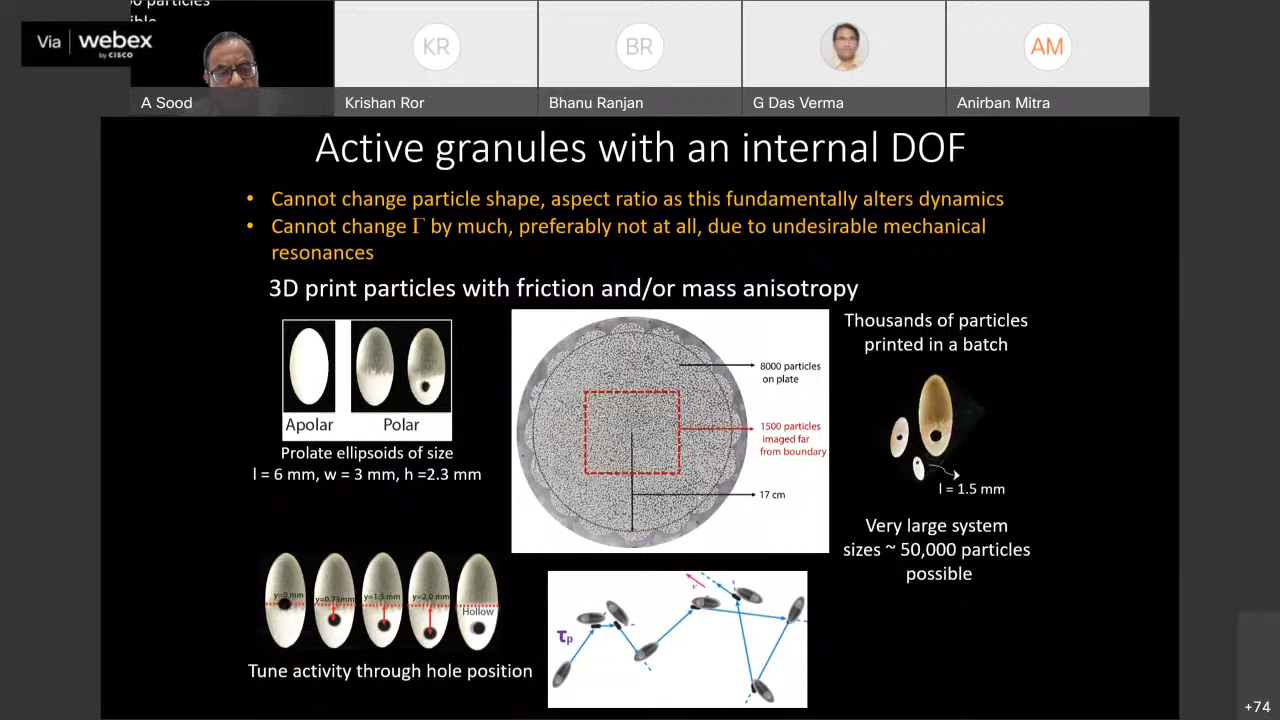 particles
Via | webex
by CISCO
KR
BR
AM
A Sood
Krishan Ror
Bhanu Ranjan
G Das Verma
Anirban Mitra
Active granules with an internal DOF
• Cannot change particle shape, aspect ratio as this fundamentally alters dynamics
• Cannot change Γ by much, preferably not at all, due to undesirable mechanical
resonances
3D print particles with friction and/or mass anisotropy
Apolar
Polar
Prolate ellipsoids of size
l = 6 mm, w = 3 mm, h =2.3 mm
8000 particles
on plate
1500 particles
imaged far
from boundary
17 cm
Thousands of particles
printed in a batch
l = 1.5 mm
Very large system
sizes ~ 50,000 particles
possible
y=0 mm
y=0.75mm
y=1.5 mm
y=2.0 mm
Hollow
Tune activity through hole position
τp
+74